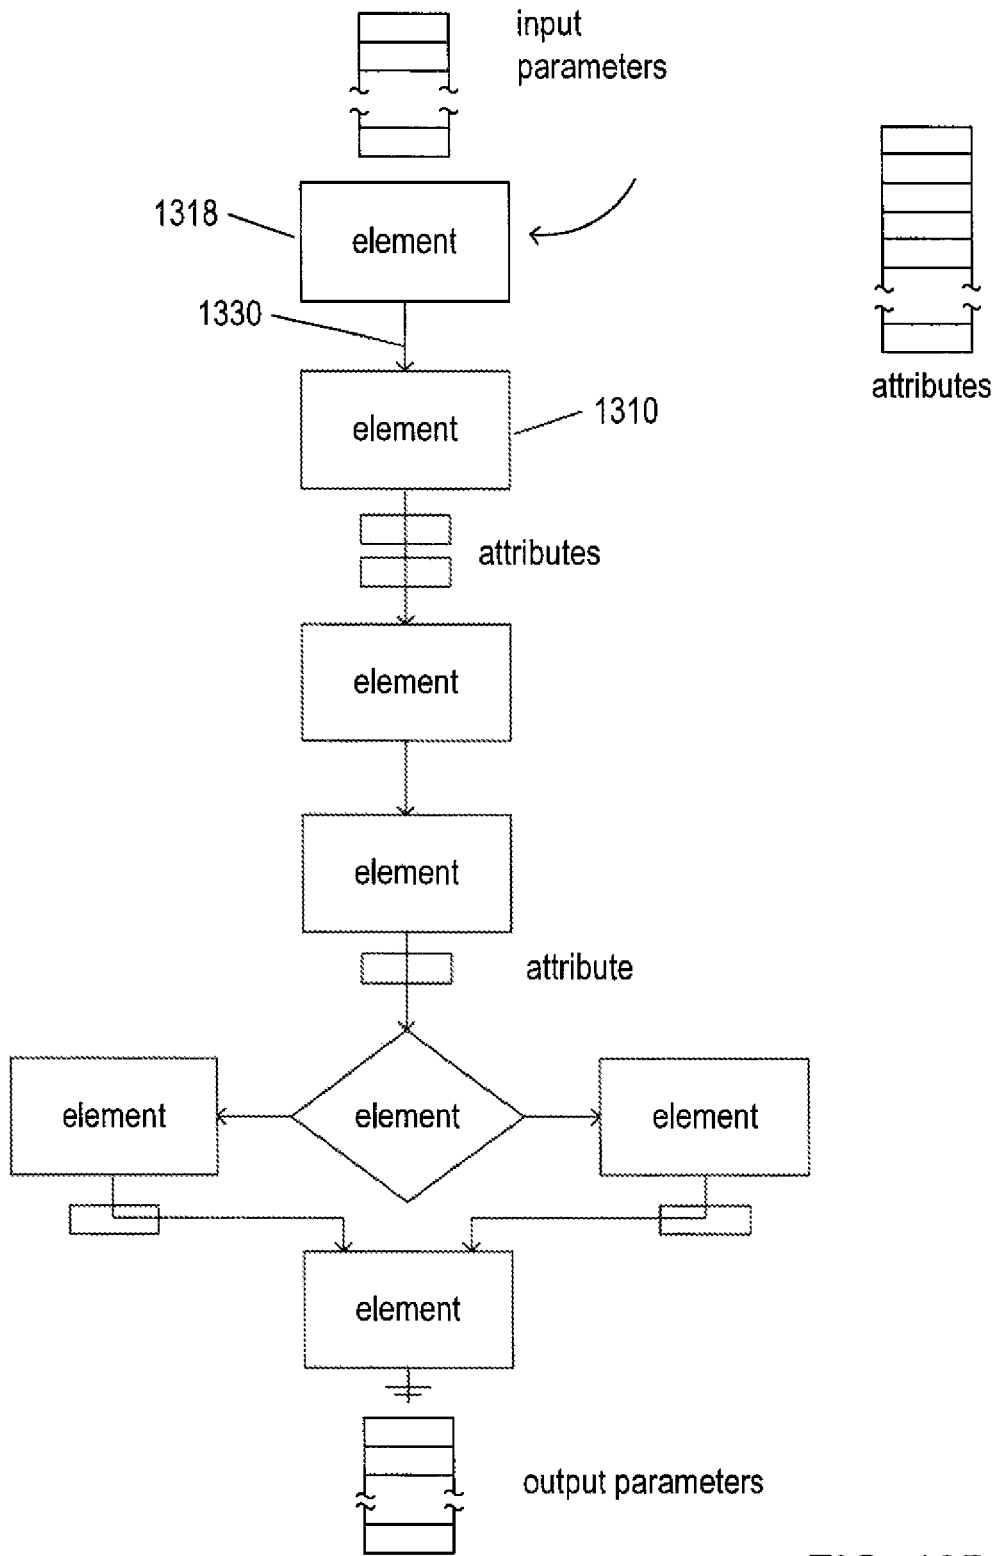 input
parameters
1318
element
1330
attributes
element
1310
attributes
element
element
attribute
element
element
element
element
output parameters